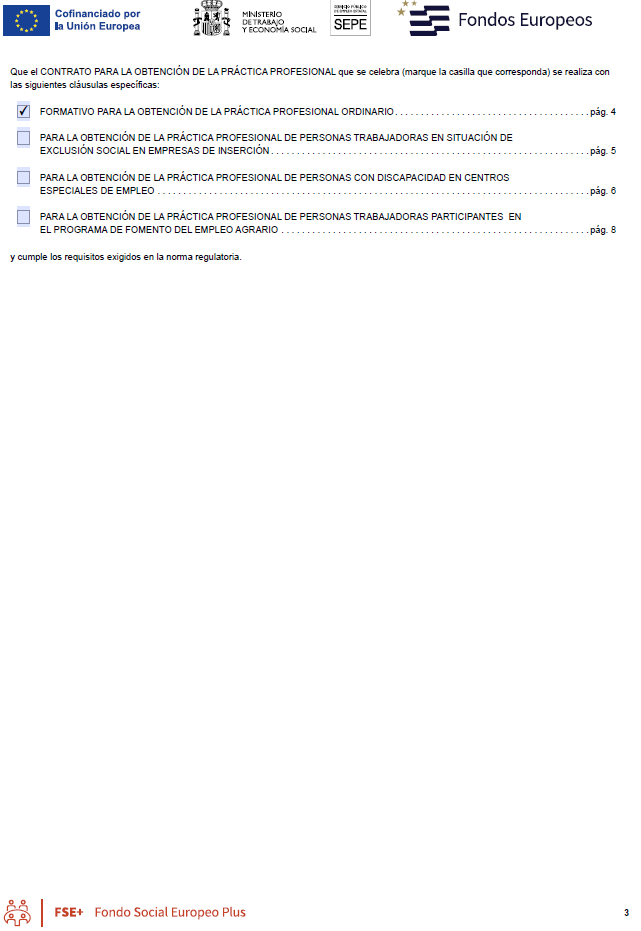 Cofinanciado por
la Unión Europea
MINISTERIO
DE TRABAJO
Y ECONOMÍA SOCIAL
SERVICIO PÚBLICO
DE EMPLEO ESTATAL
SEPE
Fondos Europeos
Que el CONTRATO PARA LA OBTENCIÓN DE LA PRÁCTICA PROFESIONAL que se celebra (marque la casilla que corresponda) se realiza con
las siguientes cláusulas específicas:
✓ FORMATIVO PARA LA OBTENCIÓN DE LA PRÁCTICA PROFESIONAL ORDINARIO . . . . . . . . . . . . . . . . . . . . . . . . . . . . . . . . . . . . . . pág. 4
PARA LA OBTENCIÓN DE LA PRÁCTICA PROFESIONAL DE PERSONAS TRABAJADORAS EN SITUACIÓN DE
EXCLUSIÓN SOCIAL EN EMPRESAS DE INSERCIÓN . . . . . . . . . . . . . . . . . . . . . . . . . . . . . . . . . . . . . . . . . . . . . . . . . . . . . . . . . . . . . . pág. 5
PARA LA OBTENCIÓN DE LA PRÁCTICA PROFESIONAL DE PERSONAS CON DISCAPACIDAD EN CENTROS
ESPECIALES DE EMPLEO . . . . . . . . . . . . . . . . . . . . . . . . . . . . . . . . . . . . . . . . . . . . . . . . . . . . . . . . . . . . . . . . . . . . . . . . . . . . . . . . . . . . pág. 6
PARA LA OBTENCIÓN DE LA PRÁCTICA PROFESIONAL DE PERSONAS TRABAJADORAS PARTICIPANTES EN
EL PROGRAMA DE FOMENTO DEL EMPLEO AGRARIO . . . . . . . . . . . . . . . . . . . . . . . . . . . . . . . . . . . . . . . . . . . . . . . . . . . . . . . . . . . . pág. 8
y cumple los requisitos exigidos en la norma regulatoria.
FSE+ Fondo Social Europeo Plus
3